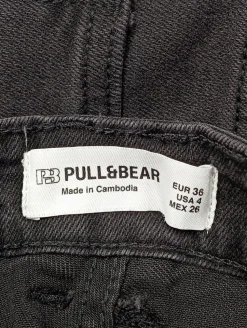 PB PULL&BEAR
Made in Cambodia
EUR 36
USA 4
MEX 26